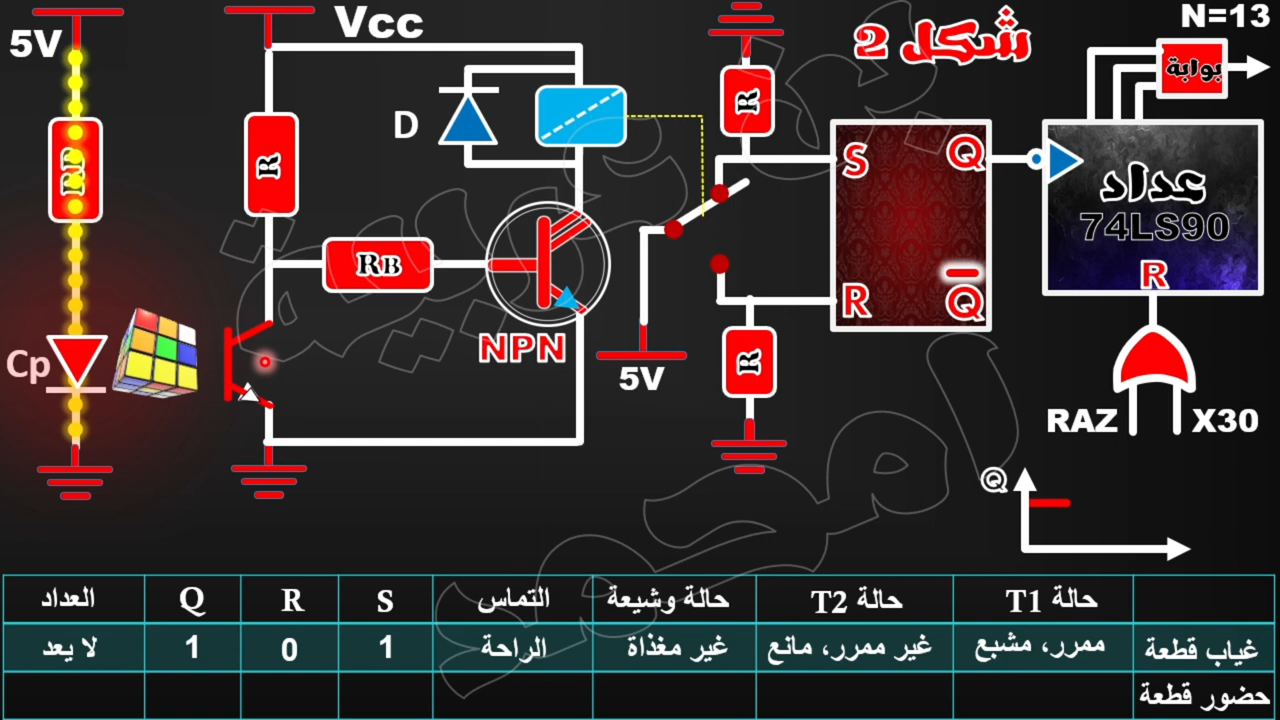 5V
Vcc
شكل 2
N=13
بوابة
RD
R
D
R
S
Q
عداد
74LS90
R
RB
NPN
5V
R
Q
R
Cp
R
RAZ
X30
Q
حالة T1
حالة T2
حالة وشيعة
التماس
S
R
Q
العداد
غياب قطعة
ممرر، مشبع
غير ممرر، مانع
غير مغذاة
الراحة
1
0
1
لا يعد
حضور قطعة